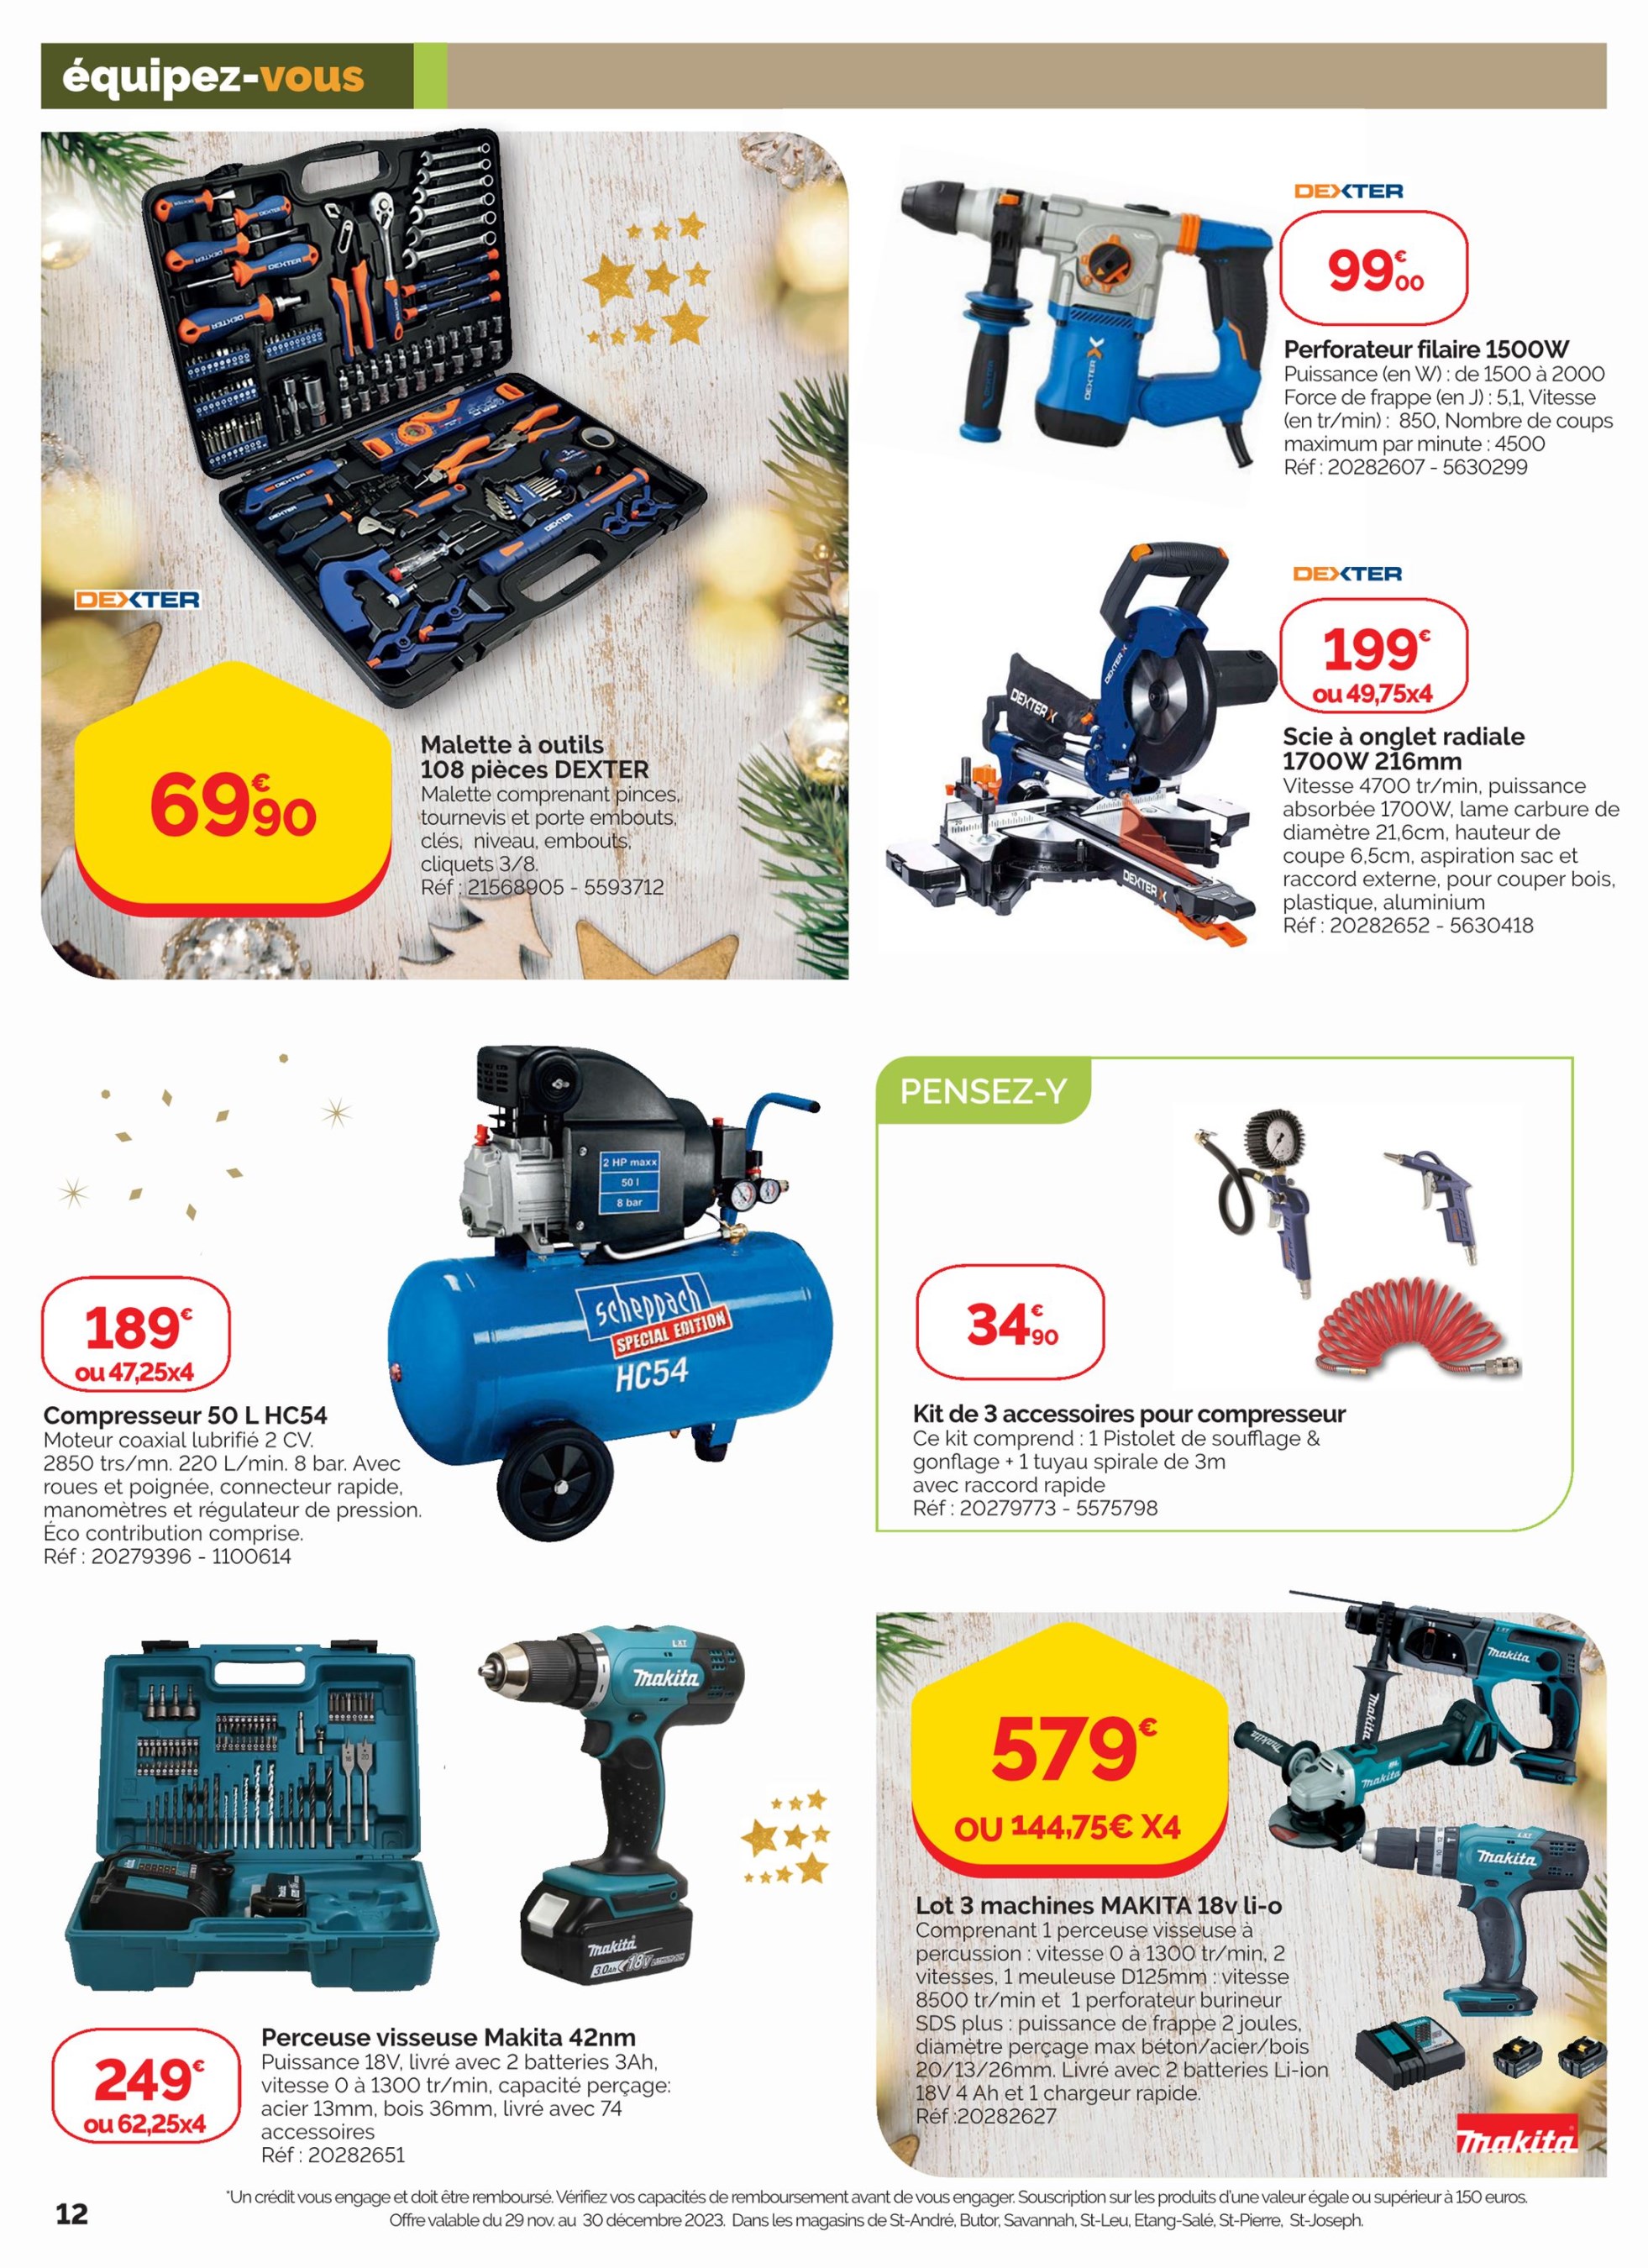 équipez-vous
DEXTER
69€90
Malette à outils
108 pièces DEXTER
Malette comprenant pinces,
tournevis et porte embouts,
clés, niveau, embouts,
cliquets 3/8.
Réf : 21568905 - 5593712
DEXTER
99€00
Perforateur filaire 1500W
Puissance (en W) : de 1500 à 2000
Force de frappe (en J) : 5,1, Vitesse
(en tr/min) : 850, Nombre de coups
maximum par minute : 4500
Réf : 20282607 - 5630299
DEXTER
199€
ou 49,75x4
Scie à onglet radiale
1700W 216mm
Vitesse 4700 tr/min, puissance
absorbée 1700W, lame carbure de
diamètre 21,6cm, hauteur de
coupe 6,5cm, aspiration sac et
raccord externe, pour couper bois,
plastique, aluminium
Réf : 20282652 - 5630418
2 HP maxx
50 l
8 bar
scheppach
SPECIAL EDITION
HC54
189€
ou 47,25x4
Compresseur 50 L HC54
Moteur coaxial lubrifié 2 CV.
2850 trs/mn. 220 L/min. 8 bar. Avec
roues et poignée, connecteur rapide,
manomètres et régulateur de pression.
Éco contribution comprise.
Réf : 20279396 - 1100614
PENSEZ-Y
34€90
Kit de 3 accessoires pour compresseur
Ce kit comprend : 1 Pistolet de soufflage &
gonflage + 1 tuyau spirale de 3m
avec raccord rapide
Réf : 20279773 - 5575798
makita
makita
3.0Ah 18V
249€
ou 62,25x4
Perceuse visseuse Makita 42nm
Puissance 18V, livré avec 2 batteries 3Ah,
vitesse 0 à 1300 tr/min, capacité perçage:
acier 13mm, bois 36mm, livré avec 74
accessoires
Réf : 20282651
579€
OU 144,75€ X4
makita
makita
makita
makita
makita
Lot 3 machines MAKITA 18v li-o
Comprenant 1 perceuse visseuse à
percussion : vitesse 0 à 1300 tr/min, 2
vitesses, 1 meuleuse D125mm : vitesse
8500 tr/min et 1 perforateur burineur
SDS plus : puissance de frappe 2 joules,
diamètre perçage max béton/acier/bois
20/13/26mm. Livré avec 2 batteries Li-ion
18V 4 Ah et 1 chargeur rapide.
Réf :20282627
makita
*Un crédit vous engage et doit être remboursé. Vérifiez vos capacités de remboursement avant de vous engager. Souscription sur les produits d'une valeur égale ou supérieur à 150 euros.
Offre valable du 29 nov. au 30 décembre 2023. Dans les magasins de St-André, Butor, Savannah, St-Leu, Etang-Salé, St-Pierre, St-Joseph.
12